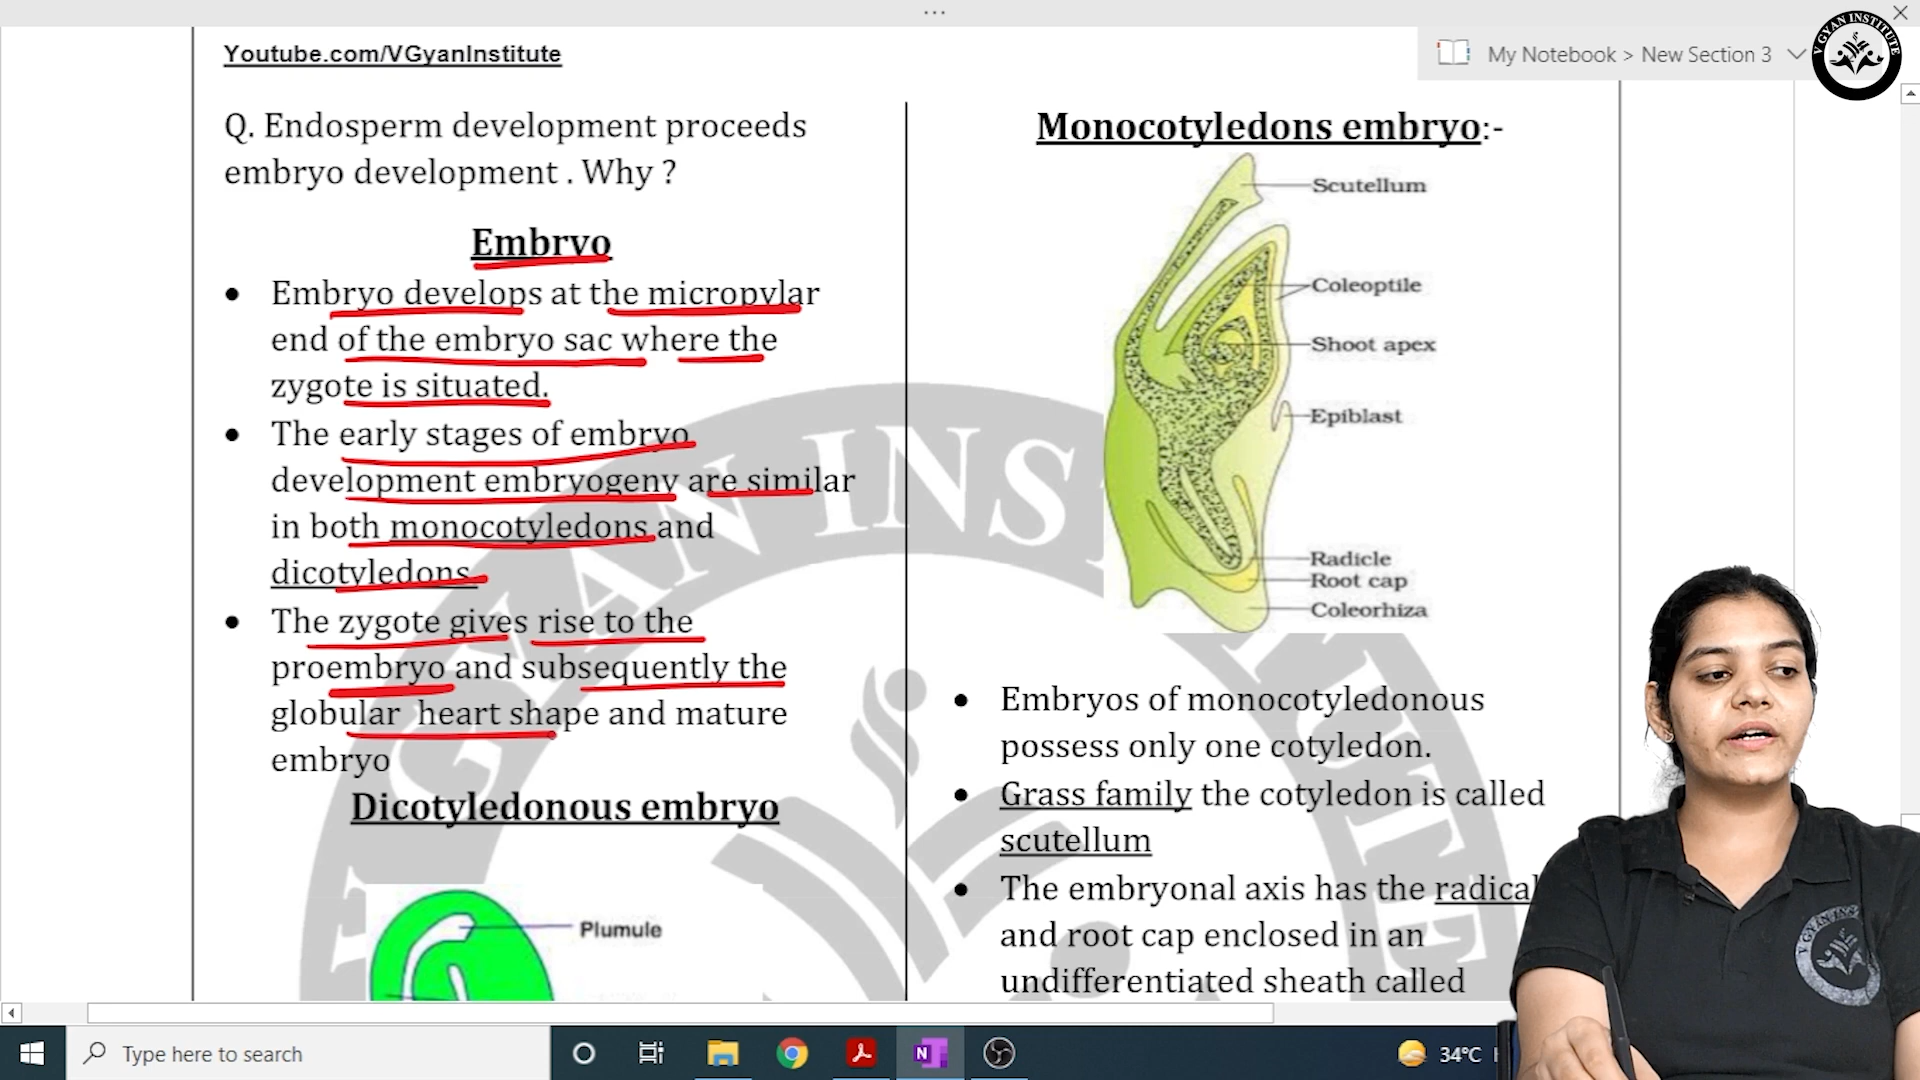 Youtube.com/VGyanInstitute
My Notebook > New Section 3
V GYAN INSTITUTE
Q. Endosperm development proceeds
embryo development . Why ?
Embryo
Embryo develops at the micropylar
end of the embryo sac where the
zygote is situated.
The early stages of embryo
development embryogeny are similar
in both monocotyledons and
dicotyledons
The zygote gives rise to the
proembryo and subsequently the
globular heart shape and mature
embryo
Dicotyledonous embryo
Plumule
Monocotyledons embryo:-
Scutellum
Coleoptile
Shoot apex
Epiblast
Radicle
Root cap
Coleorhiza
Embryos of monocotyledonous
possess only one cotyledon.
Grass family the cotyledon is called
scutellum
The embryonal axis has the radical
and root cap enclosed in an
undifferentiated sheath called
V GYAN INSTITUTE
Type here to search
34°C